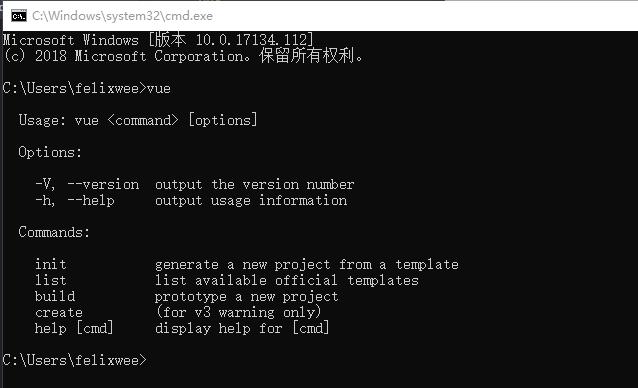 C:\Windows\system32\cmd.exe
Microsoft Windows [版本 10.0.17134.112]
(c) 2018 Microsoft Corporation。保留所有权利。
C:\Users\felixwee>vue
Usage: vue <command> [options]
Options:
-V, --version  output the version number
-h, --help     output usage information
Commands:
init           generate a new project from a template
list           list available official templates
build          prototype a new project
create         (for v3 warning only)
help [cmd]     display help for [cmd]
C:\Users\felixwee>